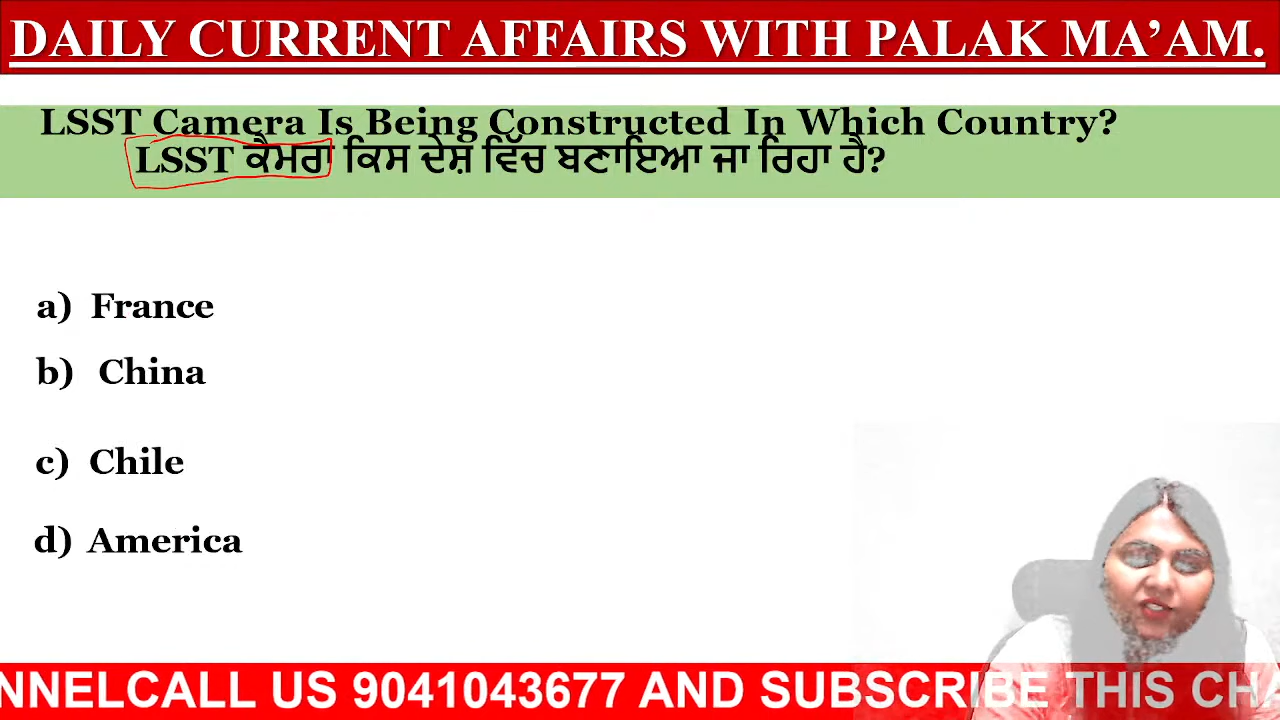 DAILY CURRENT AFFAIRS WITH PALAK MA’AM.
LSST Camera Is Being Constructed In Which Country?
LSST ਕੈਮਰਾ ਕਿਸ ਦੇਸ਼ ਵਿੱਚ ਬਣਾਇਆ ਜਾ ਰਿਹਾ ਹੈ?
a) France
b) China
c) Chile
d) America
NNELCALL US 9041043677 AND SUBSCRIBE THIS CH